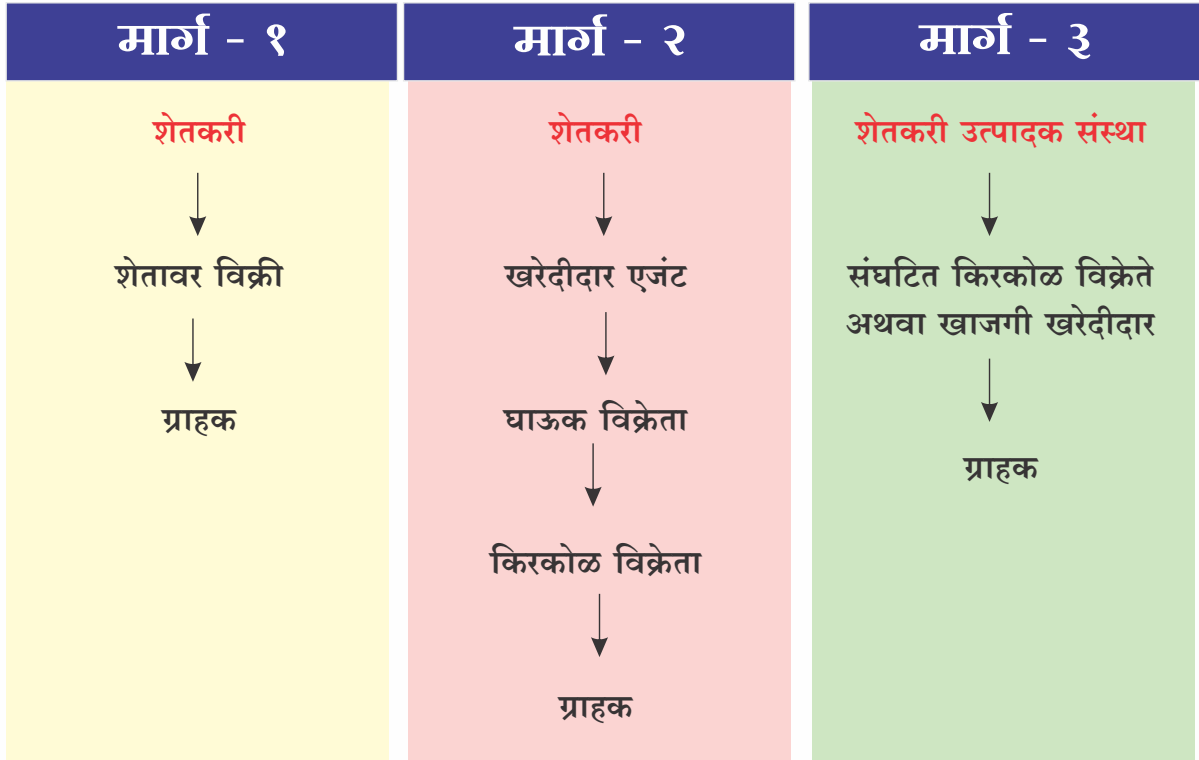 मार्ग - १
शेतकरी
शेतावर विक्री
ग्राहक
मार्ग - २
शेतकरी
खरेदीदार एजंट
घाऊक विक्रेता
किरकोळ विक्रेता
ग्राहक
मार्ग - ३
शेतकरी उत्पादक संस्था
संघटित किरकोळ विक्रेते
अथवा खाजगी खरेदीदार
ग्राहक